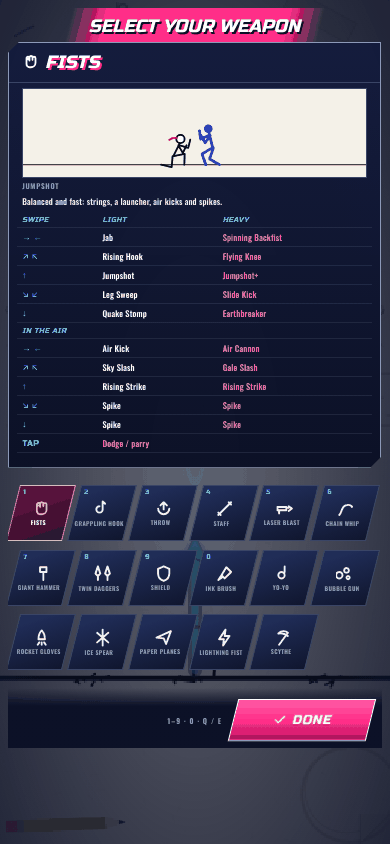 SELECT YOUR WEAPON
FISTS
JUMPSHOT
Balanced and fast: strings, a launcher, air kicks and spikes.
SWIPE LIGHT HEAVY
→ ← Jab Spinning Backfist
↗ ↖ Rising Hook Flying Knee
↑ Jumpshot Jumpshot+
↘ ↙ Leg Sweep Slide Kick
↓ Quake Stomp Earthbreaker
IN THE AIR
→ ← Air Kick Air Cannon
↗ ↖ Sky Slash Gale Slash
↑ Rising Strike Rising Strike
↘ ↙ Spike Spike
↓ Spike Spike
TAP Dodge / parry
1 2 3 4 5 6
FISTS GRAPPLING HOOK THROW STAFF LASER BLAST CHAIN WHIP
7 8 9 0
GIANT HAMMER TWIN DAGGERS SHIELD INK BRUSH YO-YO BUBBLE GUN
ROCKET GLOVES ICE SPEAR PAPER PLANES LIGHTNING FIST SCYTHE
1–9 · 0 · Q / E DONE